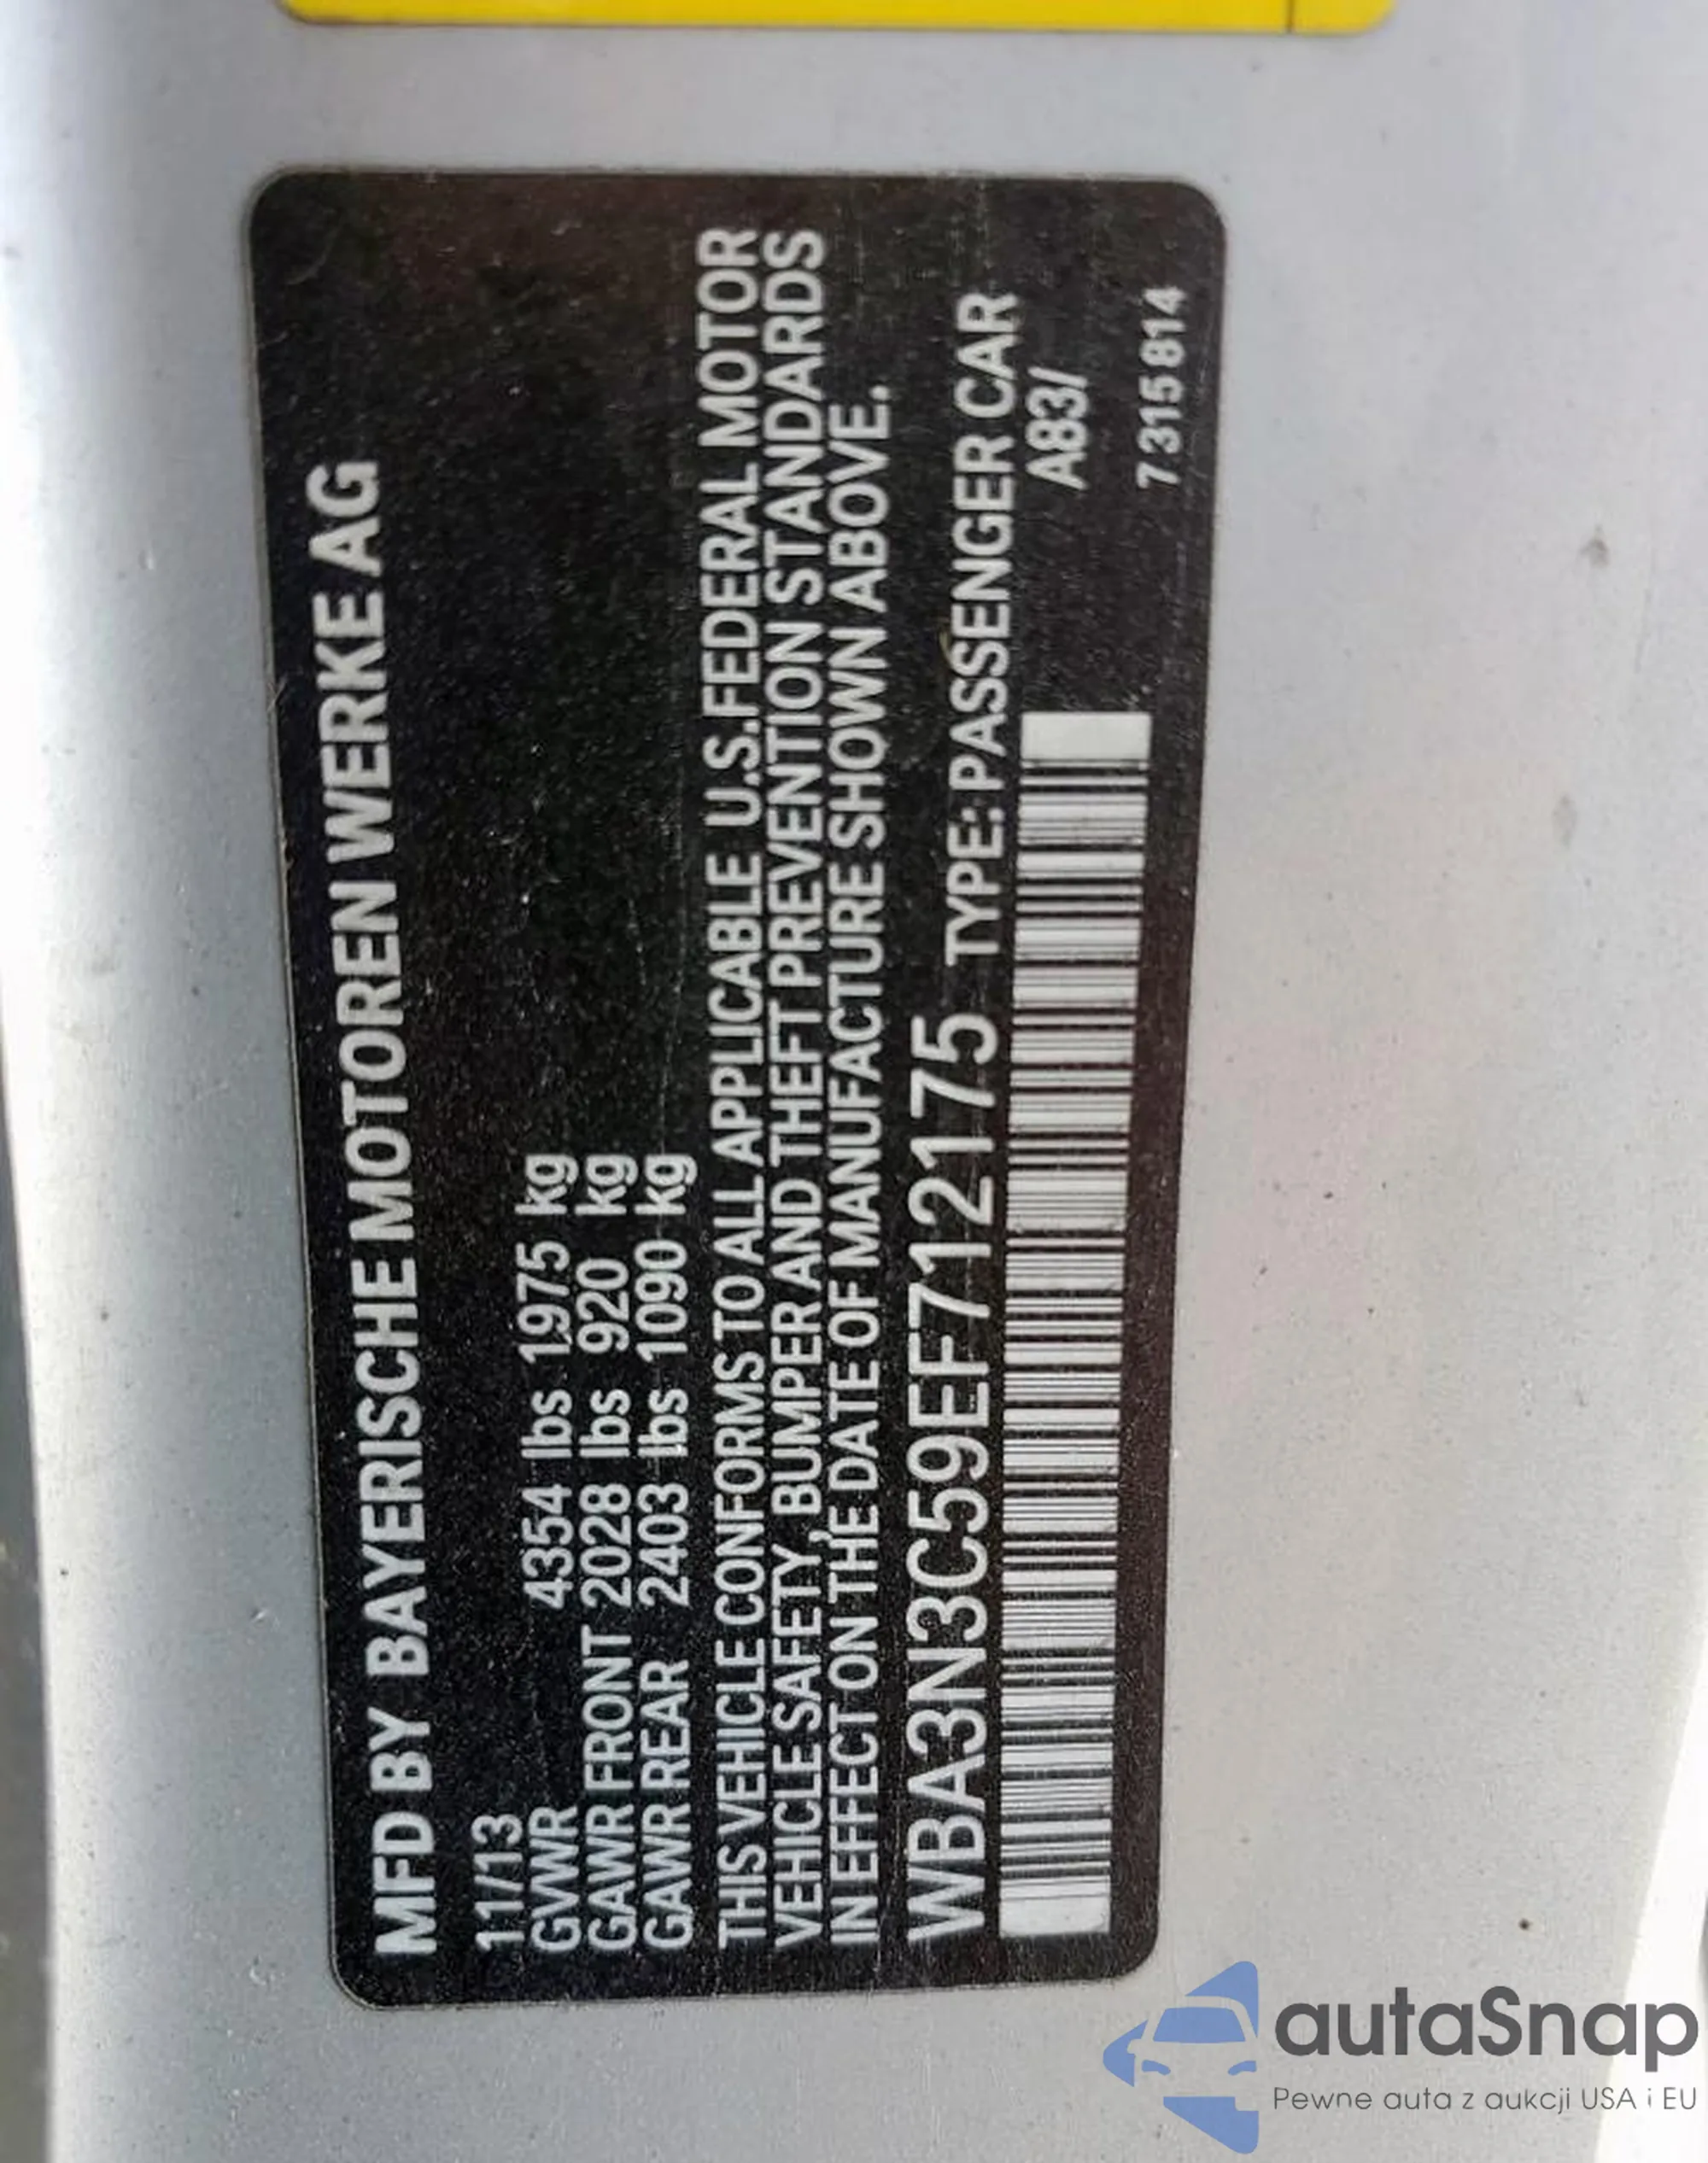 MFD BY BAYERISCHE MOTOREN WERKE AG
11/13
GVWR 4354 lbs 1975 kg
GAWR FRONT 2028 lbs 920 kg
GAWR REAR 2403 lbs 1090 kg
THIS VEHICLE CONFORMS TO ALL APPLICABLE U.S.FEDERAL MOTOR
VEHICLE SAFETY, BUMPER AND THEFT PREVENTION STANDARDS
IN EFFECT ON THE DATE OF MANUFACTURE SHOWN ABOVE.
WBA3N3C59EF712175 TYPE: PASSENGER CAR
A83/
7315814
autaSnap
Pewne auta z aukcji USA i EU